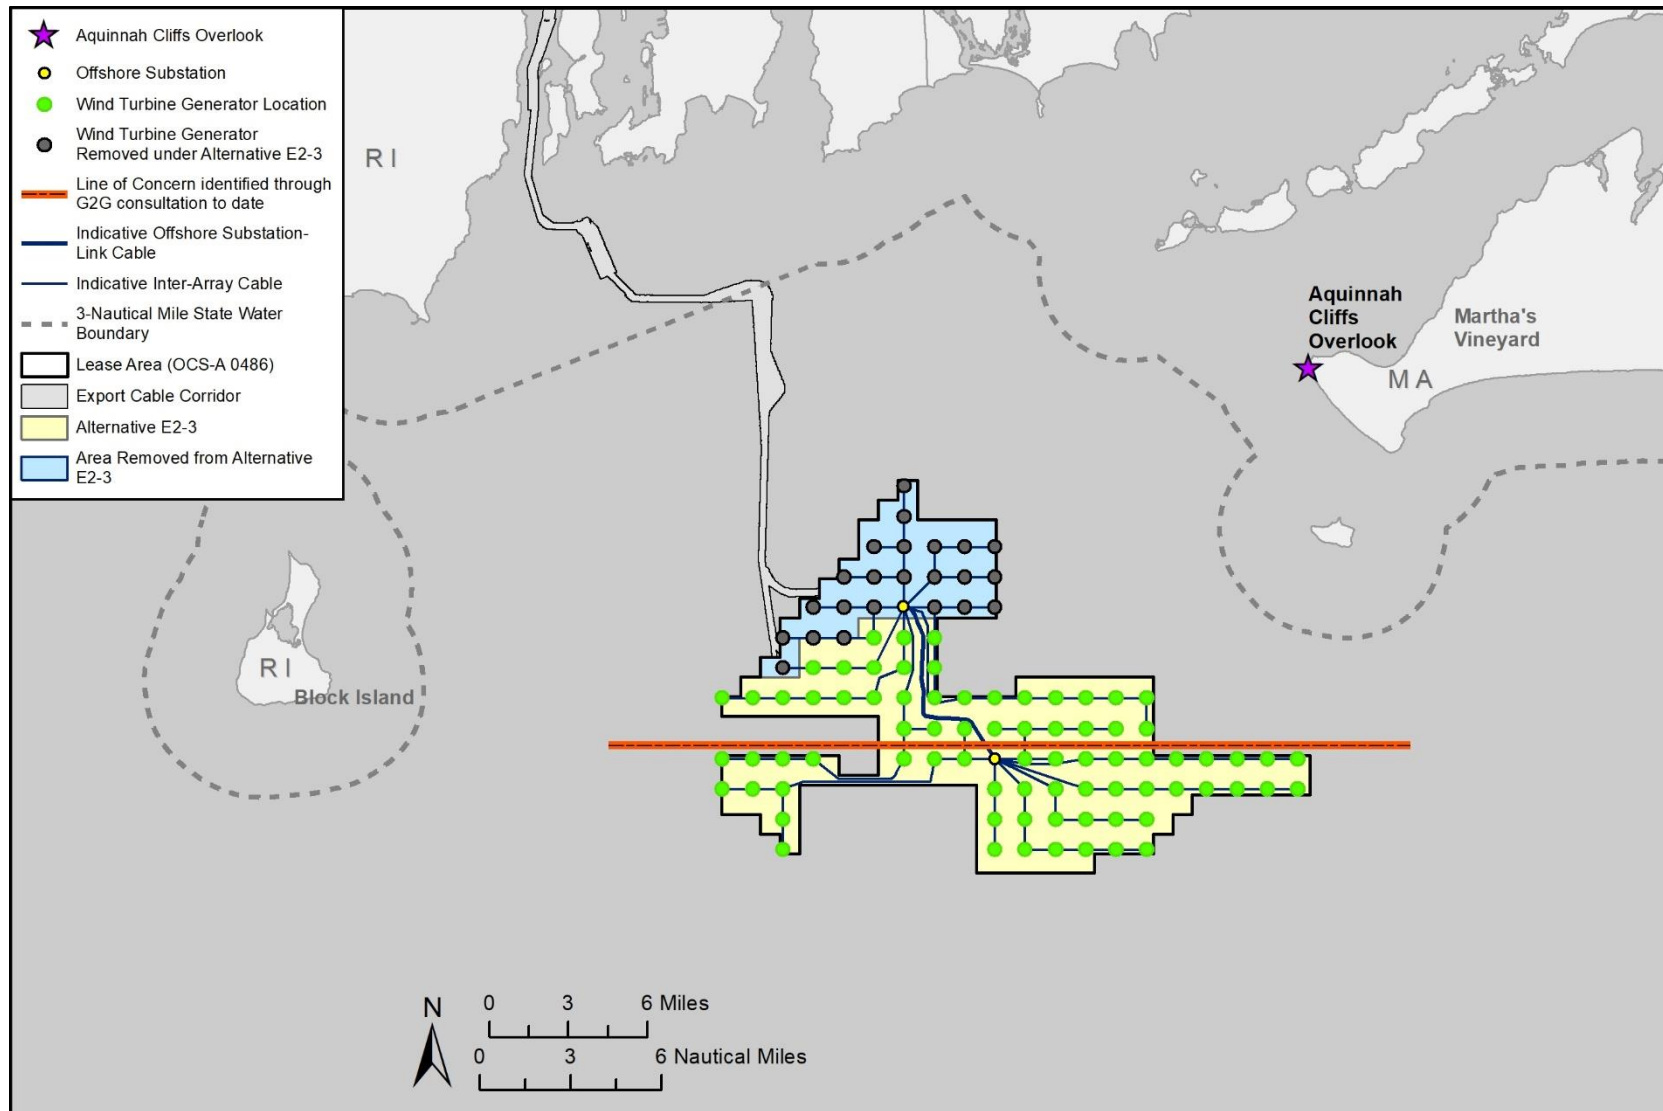 Aquinnah Cliffs Overlook
Offshore Substation
Wind Turbine Generator Location
Wind Turbine Generator
Removed under Alternative E2-3
Line of Concern identified through
G2G consultation to date
Indicative Offshore Substation-
Link Cable
Indicative Inter-Array Cable
3-Nautical Mile State Water
Boundary
Lease Area (OCS-A 0486)
Export Cable Corridor
Alternative E2-3
Area Removed from Alternative
E2-3
RI
Aquinnah
Cliffs
Overlook
Martha's
Vineyard
MA
RI
Block Island
N
0 3 6 Miles
0 3 6 Nautical Miles